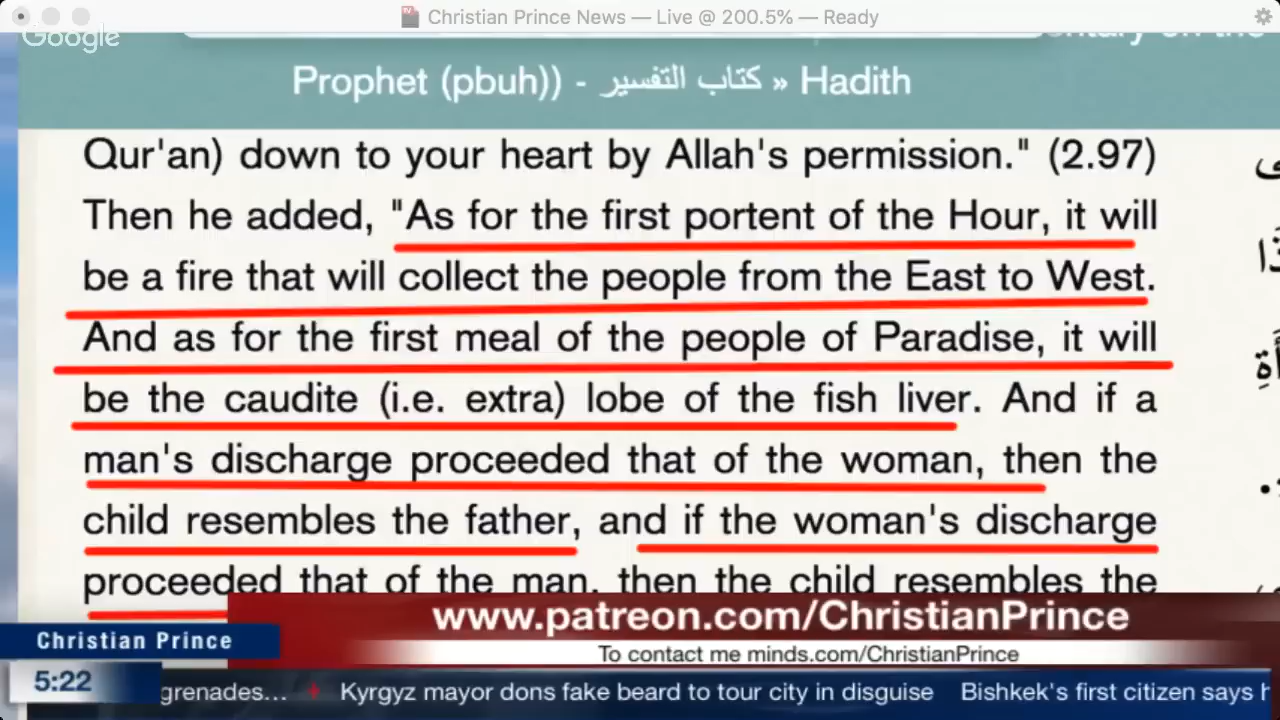 Christian Prince News — Live @ 200.5% — Ready
Google
Prophet (pbuh)) - كتاب التفسير » Hadith
Qur'an) down to your heart by Allah's permission." (2.97)
Then he added, "As for the first portent of the Hour, it will
be a fire that will collect the people from the East to West.
And as for the first meal of the people of Paradise, it will
be the caudite (i.e. extra) lobe of the fish liver. And if a
man's discharge proceeded that of the woman, then the
child resembles the father, and if the woman's discharge
proceeded that of the man, then the child resembles the
www.patreon.com/ChristianPrince
Christian Prince
To contact me minds.com/ChristianPrince
5:22
grenades... Kyrgyz mayor dons fake beard to tour city in disguise Bishkek's first citizen says